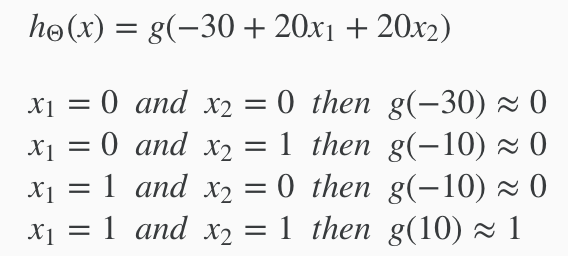 h_Θ(x) = g(−30 + 20x₁ + 20x₂)
x₁ = 0 and x₂ = 0 then g(−30) ≈ 0
x₁ = 0 and x₂ = 1 then g(−10) ≈ 0
x₁ = 1 and x₂ = 0 then g(−10) ≈ 0
x₁ = 1 and x₂ = 1 then g(10) ≈ 1